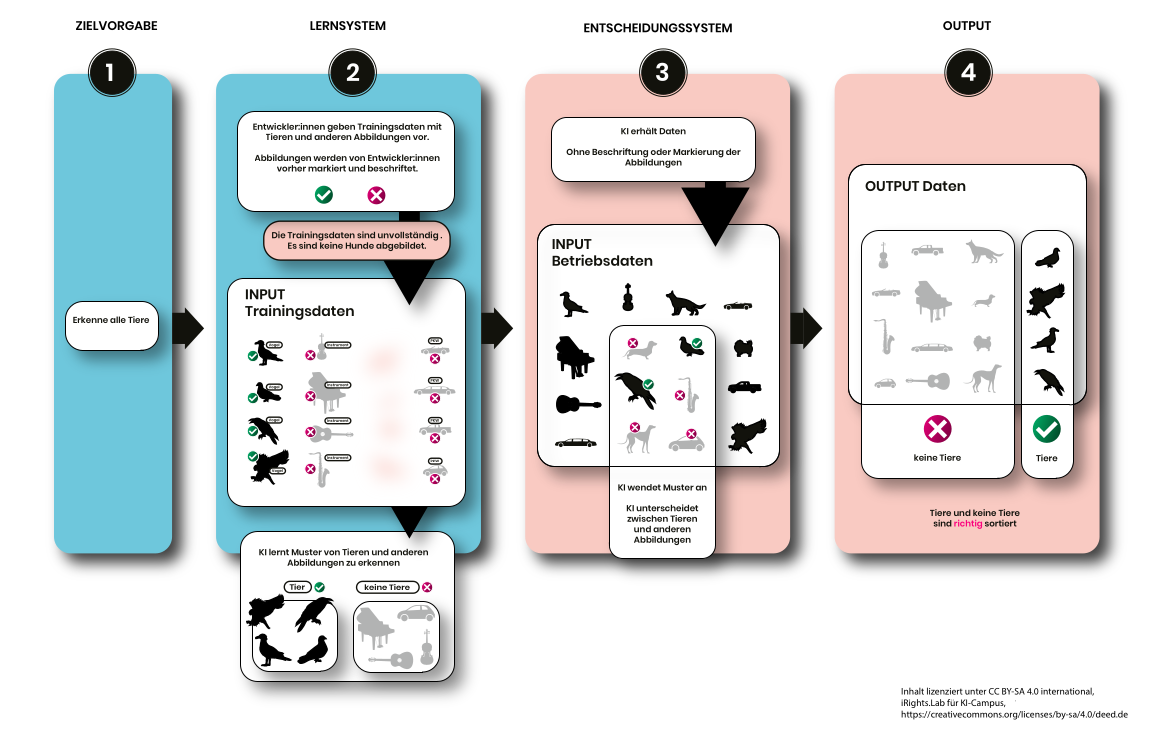 ZIELVORGABE
1
Erkenne alle Tiere
LERNSYSTEM
2
Entwickler:innen geben Trainingsdaten mit
Tieren und anderen Abbildungen vor.
Abbildungen werden von Entwickler:innen
vorher markiert und beschriftet.
Die Trainingsdaten sind unvollständig .
Es sind keine Hunde abgebildet.
INPUT
Trainingsdaten
Vogel
Instrument
PKW
Vogel
Instrument
PKW
Vogel
Instrument
PKW
Vogel
Instrument
PKW
KI lernt Muster von Tieren und anderen
Abbildungen zu erkennen
Tier
keine Tiere
ENTSCHEIDUNGSSYSTEM
3
KI erhält Daten
Ohne Beschriftung oder Markierung der
Abbildungen
INPUT
Betriebsdaten
KI wendet Muster an
KI unterscheidet
zwischen Tieren
und anderen
Abbildungen
OUTPUT
4
OUTPUT Daten
keine Tiere
Tiere
Tiere und keine Tiere
sind richtig sortiert
Inhalt lizenziert unter CC BY-SA 4.0 international,
iRights.Lab für KI-Campus,
https://creativecommons.org/licenses/by-sa/4.0/deed.de